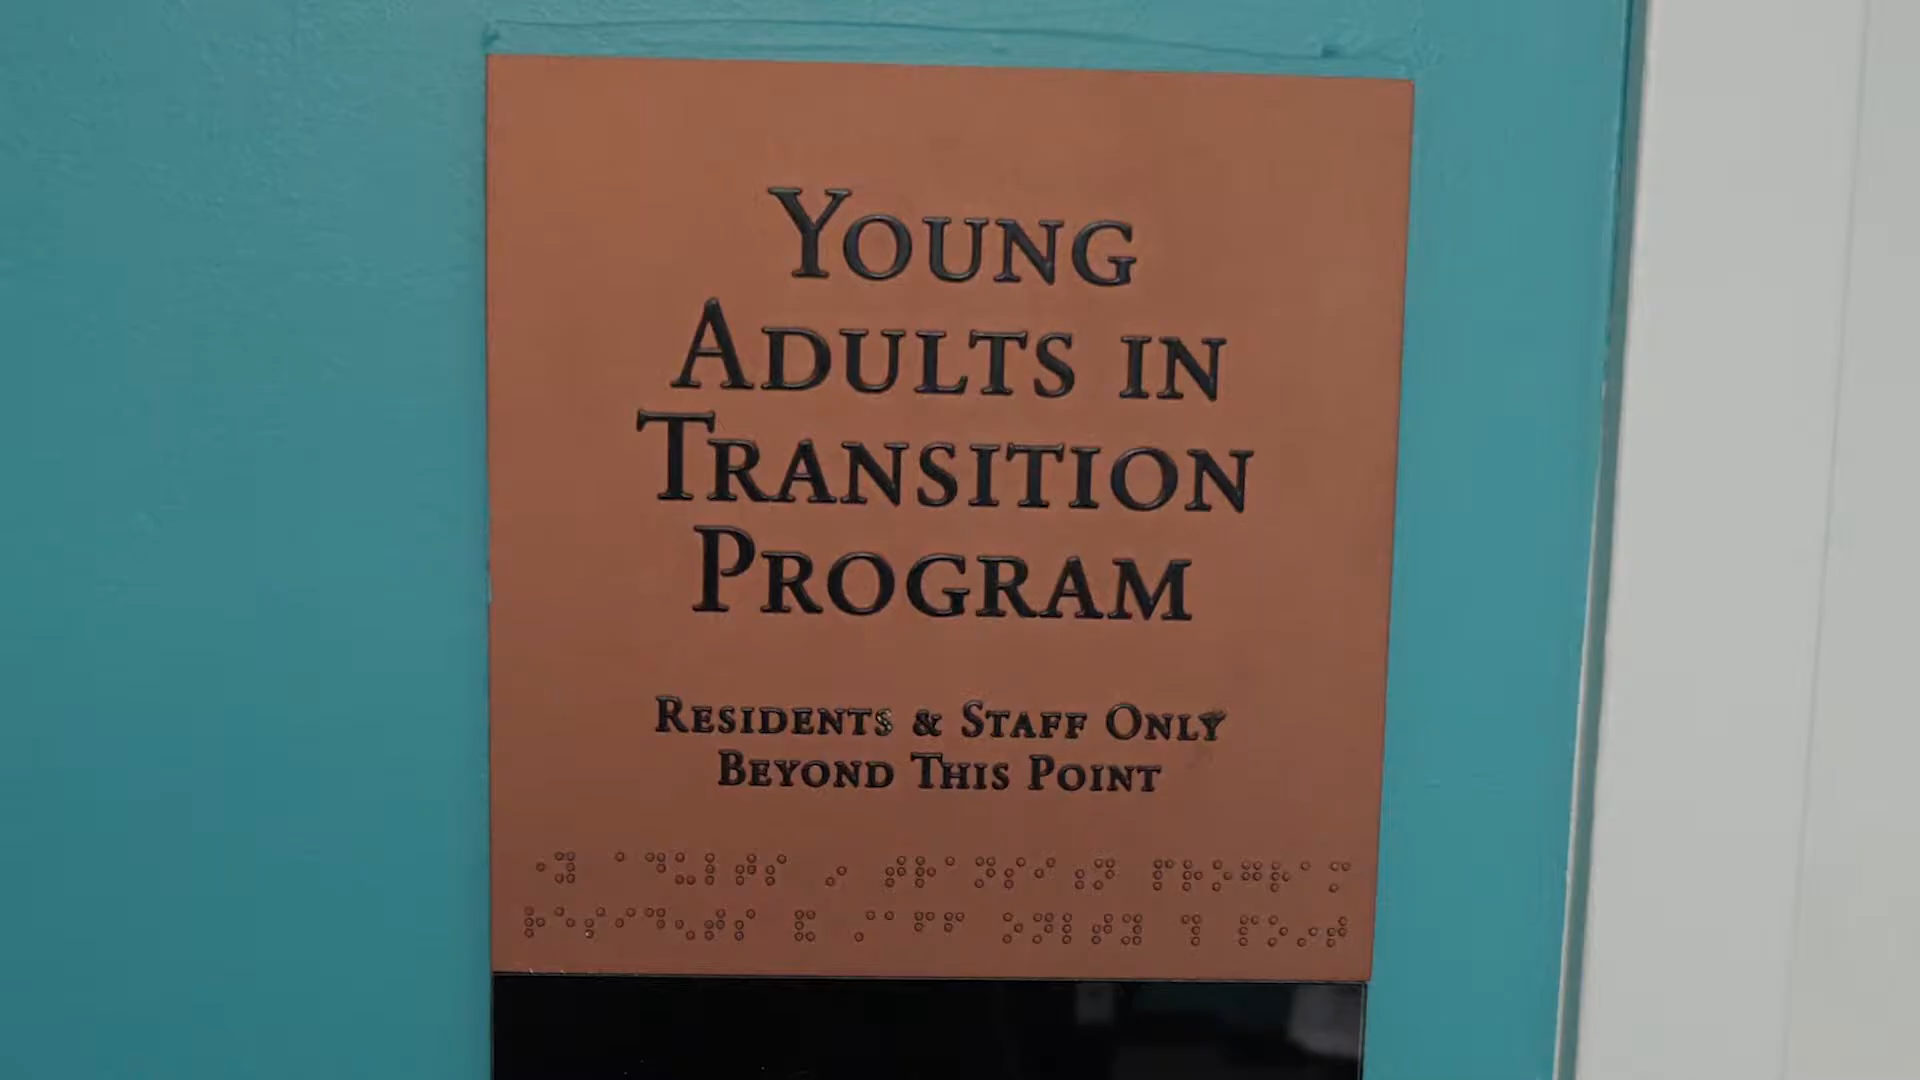 Young
Adults in
Transition
Program
Residents & Staff Only
Beyond This Point